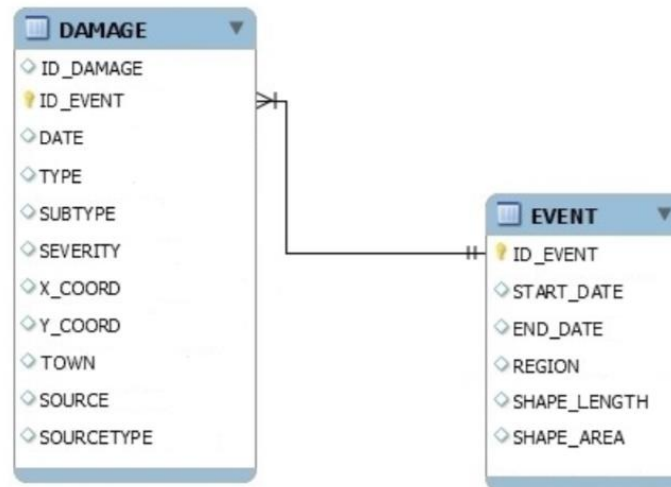 DAMAGE
ID_DAMAGE
ID_EVENT
DATE
TYPE
SUBTYPE
SEVERITY
X_COORD
Y_COORD
TOWN
SOURCE
SOURCETYPE
EVENT
ID_EVENT
START_DATE
END_DATE
REGION
SHAPE_LENGTH
SHAPE_AREA